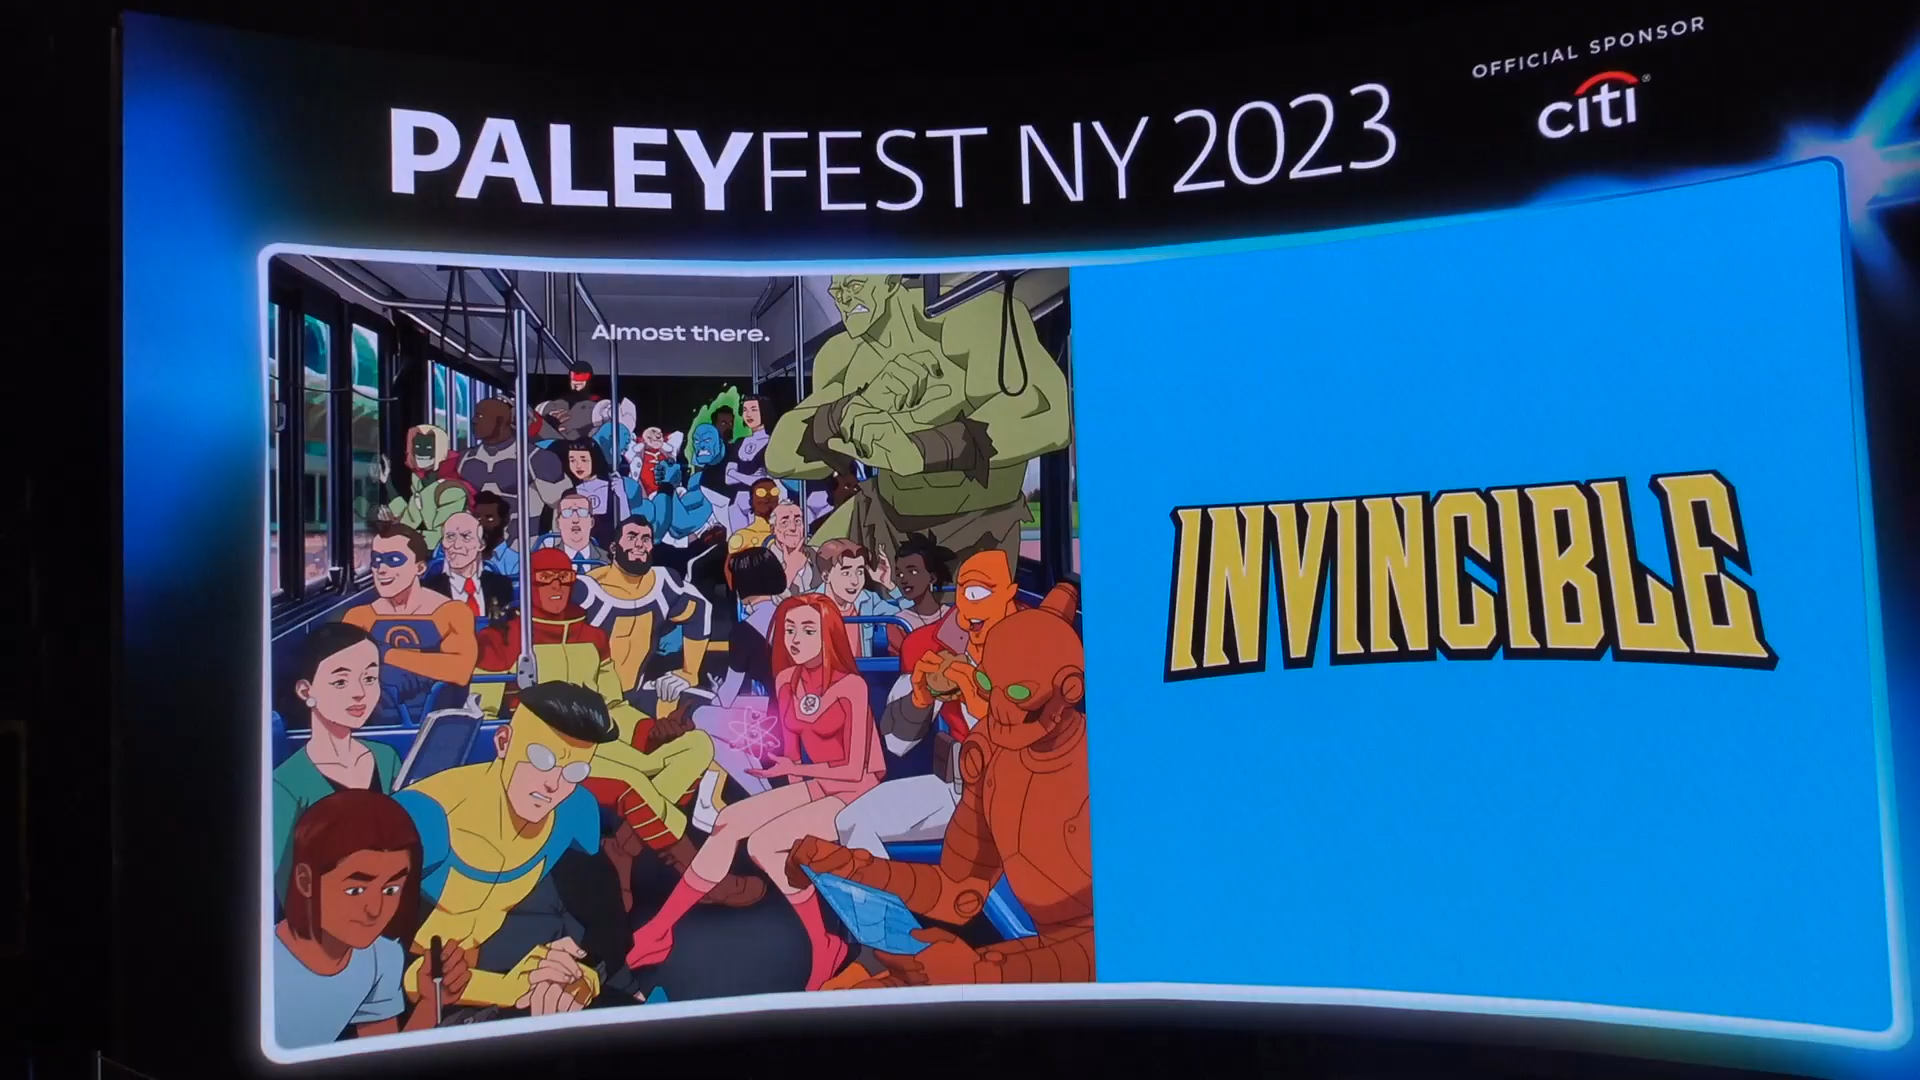 OFFICIAL SPONSOR
citi
PALEYFEST NY 2023
Almost there.
INVINCIBLE